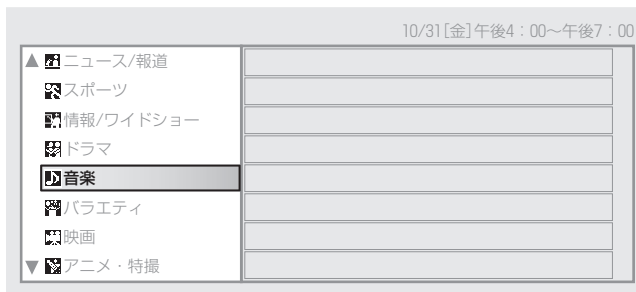 10/31[金]午後4：00～午後7：00
▲ ニュース/報道
スポーツ
情報/ワイドショー
ドラマ
音楽
バラエティ
映画
▼ アニメ・特撮